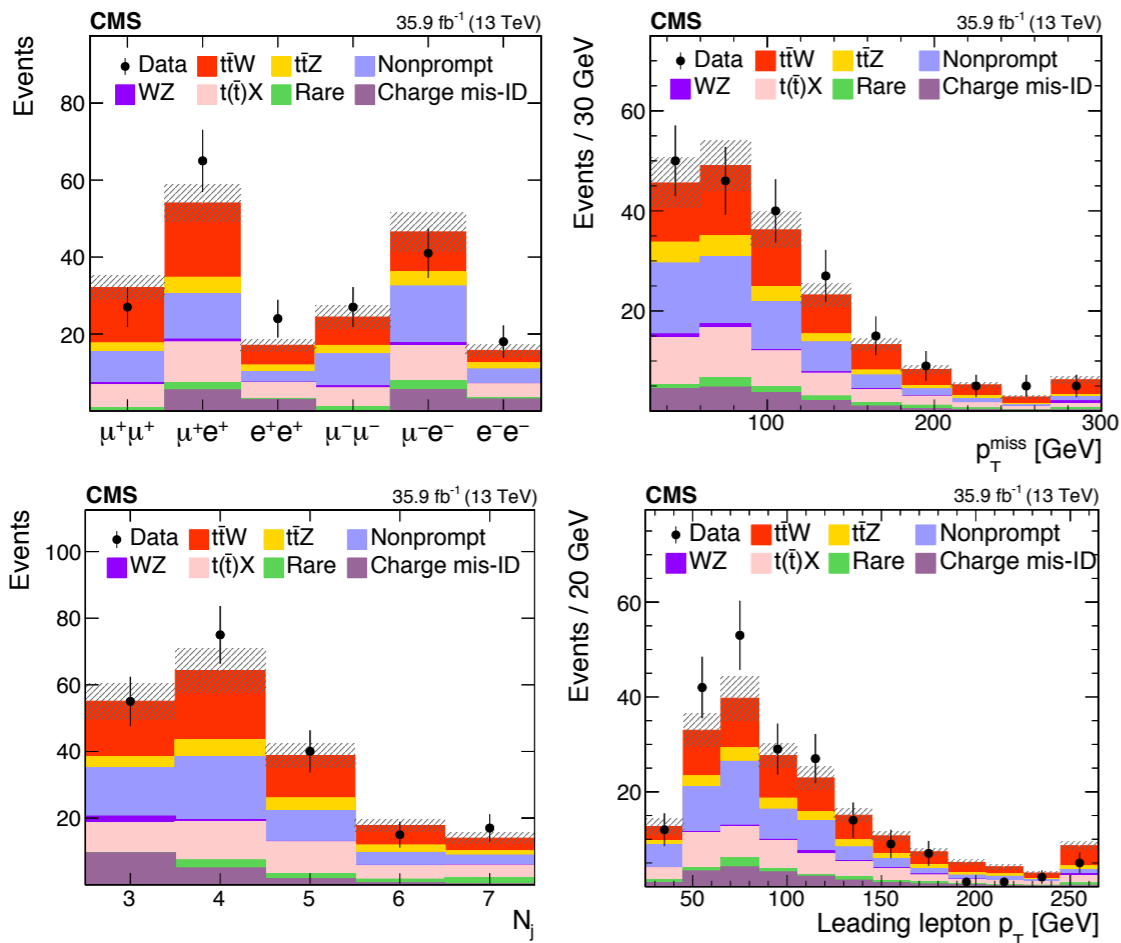 CMS 35.9 fb⁻¹ (13 TeV)
Events
Data tt̄W tt̄Z Nonprompt
WZ t(t̄)X Rare Charge mis-ID
80
60
40
20
μ⁺μ⁺ μ⁺e⁺ e⁺e⁺ μ⁻μ⁻ μ⁻e⁻ e⁻e⁻
CMS 35.9 fb⁻¹ (13 TeV)
Events / 30 GeV
Data tt̄W tt̄Z Nonprompt
WZ t(t̄)X Rare Charge mis-ID
60
40
20
100 200 300
p_T^miss [GeV]
CMS 35.9 fb⁻¹ (13 TeV)
Events
Data tt̄W tt̄Z Nonprompt
WZ t(t̄)X Rare Charge mis-ID
100
80
60
40
20
3 4 5 6 7
N_j
CMS 35.9 fb⁻¹ (13 TeV)
Events / 20 GeV
Data tt̄W tt̄Z Nonprompt
WZ t(t̄)X Rare Charge mis-ID
60
40
20
50 100 150 200 250
Leading lepton p_T [GeV]